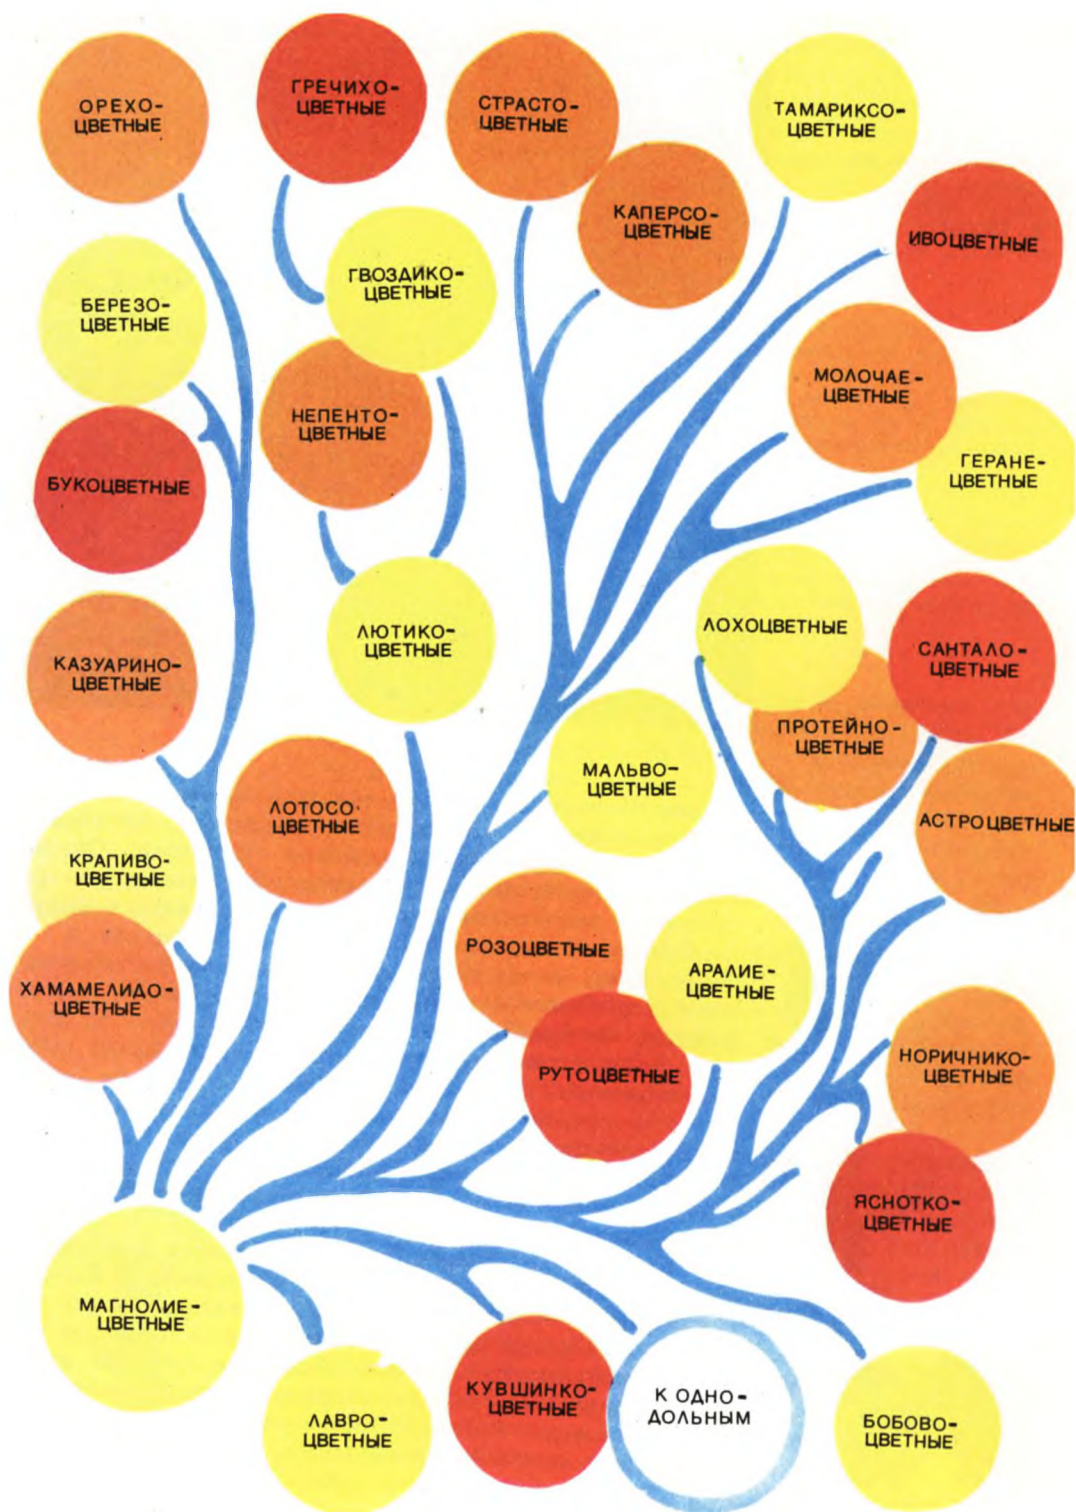 ОРЕХО-
ЦВЕТНЫЕ
ГРЕЧИХО-
ЦВЕТНЫЕ
СТРАСТО-
ЦВЕТНЫЕ
ТАМАРИКСО-
ЦВЕТНЫЕ
КАПЕРСО-
ЦВЕТНЫЕ
ИВОЦВЕТНЫЕ
БЕРЕЗО-
ЦВЕТНЫЕ
ГВОЗДИКО-
ЦВЕТНЫЕ
НЕПЕНТО-
ЦВЕТНЫЕ
МОЛОЧАЕ-
ЦВЕТНЫЕ
ГЕРАНЕ-
ЦВЕТНЫЕ
БУКОЦВЕТНЫЕ
ЛЮТИКО-
ЦВЕТНЫЕ
ЛОХОЦВЕТНЫЕ
САНТАЛО-
ЦВЕТНЫЕ
КАЗУАРИНО-
ЦВЕТНЫЕ
ПРОТЕЙНО-
ЦВЕТНЫЕ
МАЛЬВО-
ЦВЕТНЫЕ
ЛОТОСО-
ЦВЕТНЫЕ
АСТРОЦВЕТНЫЕ
КРАПИВО-
ЦВЕТНЫЕ
РОЗОЦВЕТНЫЕ
АРАЛИЕ-
ЦВЕТНЫЕ
ХАМАМЕЛИДО-
ЦВЕТНЫЕ
РУТОЦВЕТНЫЕ
НОРИЧНИКО-
ЦВЕТНЫЕ
ЯСНОТКО-
ЦВЕТНЫЕ
МАГНОЛИЕ-
ЦВЕТНЫЕ
ЛАВРО-
ЦВЕТНЫЕ
КУВШИНКО-
ЦВЕТНЫЕ
К ОДНО-
ДОЛЬНЫМ
БОБОВО-
ЦВЕТНЫЕ